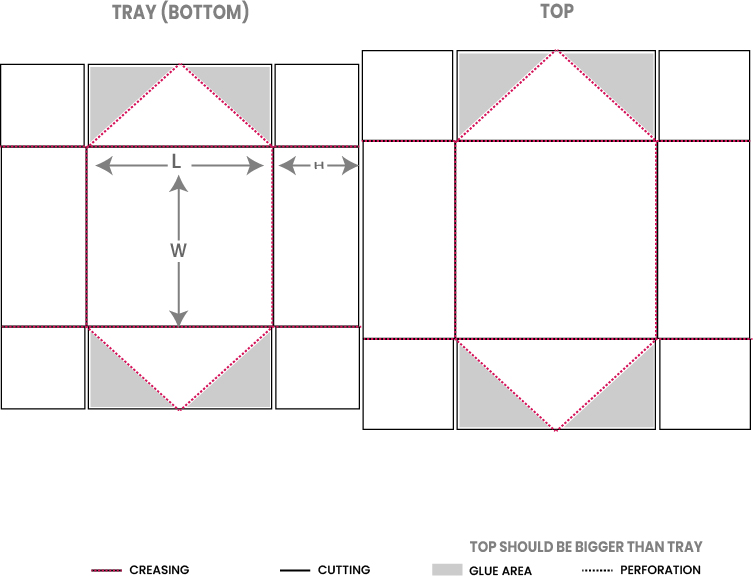 TRAY (BOTTOM)
TOP
L
H
W
TOP SHOULD BE BIGGER THAN TRAY
CREASING
CUTTING
GLUE AREA
PERFORATION